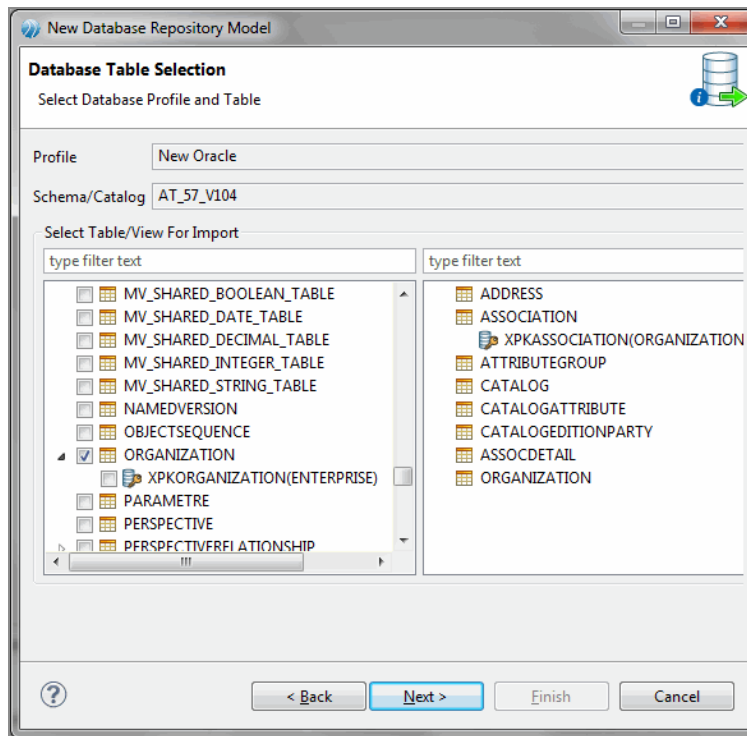 New Database Repository Model
Database Table Selection
Select Database Profile and Table
Profile
New Oracle
Schema/Catalog
AT_57_V104
Select Table/View For Import
type filter text
MV_SHARED_BOOLEAN_TABLE
MV_SHARED_DATE_TABLE
MV_SHARED_DECIMAL_TABLE
MV_SHARED_INTEGER_TABLE
MV_SHARED_STRING_TABLE
NAMEDVERSION
OBJECTSEQUENCE
ORGANIZATION
XPKORGANIZATION(ENTERPRISE)
PARAMETRE
PERSPECTIVE
PERSPECTIVERELATIONSHIP
type filter text
ADDRESS
ASSOCIATION
XPKASSOCIATION(ORGANIZATION
ATTRIBUTEGROUP
CATALOG
CATALOGATTRIBUTE
CATALOGEDITIONPARTY
ASSOCDETAIL
ORGANIZATION
?
< Back
Next >
Finish
Cancel